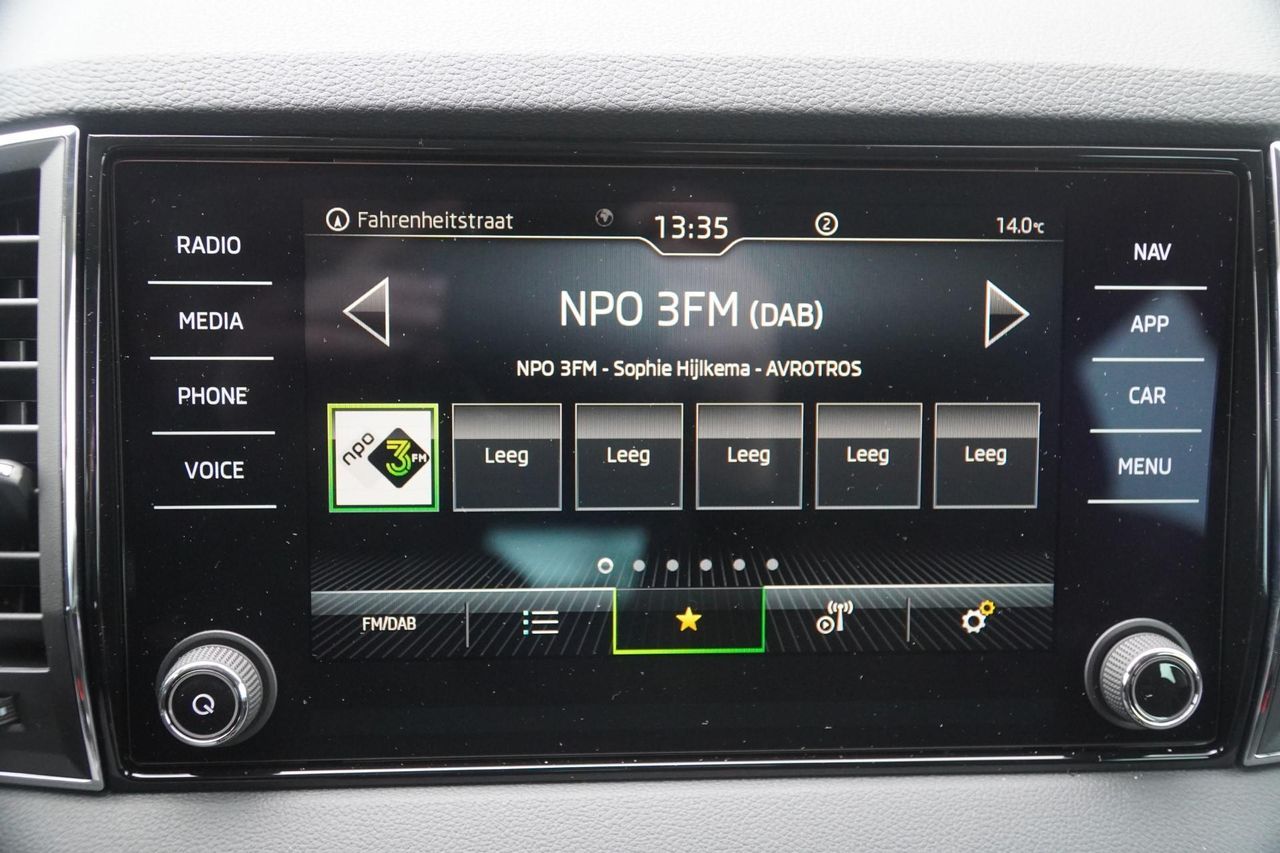 Fahrenheitstraat 13:35 2 14.0°C
RADIO
MEDIA
PHONE
VOICE
NPO 3FM (DAB)
NPO 3FM - Sophie Hijlkema - AVROTROS
npo 3FM Leeg Leeg Leeg Leeg Leeg
FM/DAB
NAV
APP
CAR
MENU